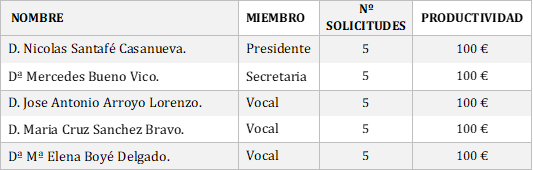 NOMBRE MIEMBRO Nº SOLICITUDES PRODUCTIVIDAD
D. Nicolas Santafé Casanueva. Presidente 5 100 €
Dª Mercedes Bueno Vico. Secretaria 5 100 €
D. Jose Antonio Arroyo Lorenzo. Vocal 5 100 €
D. Maria Cruz Sanchez Bravo. Vocal 5 100 €
Dª Mª Elena Boyé Delgado. Vocal 5 100 €